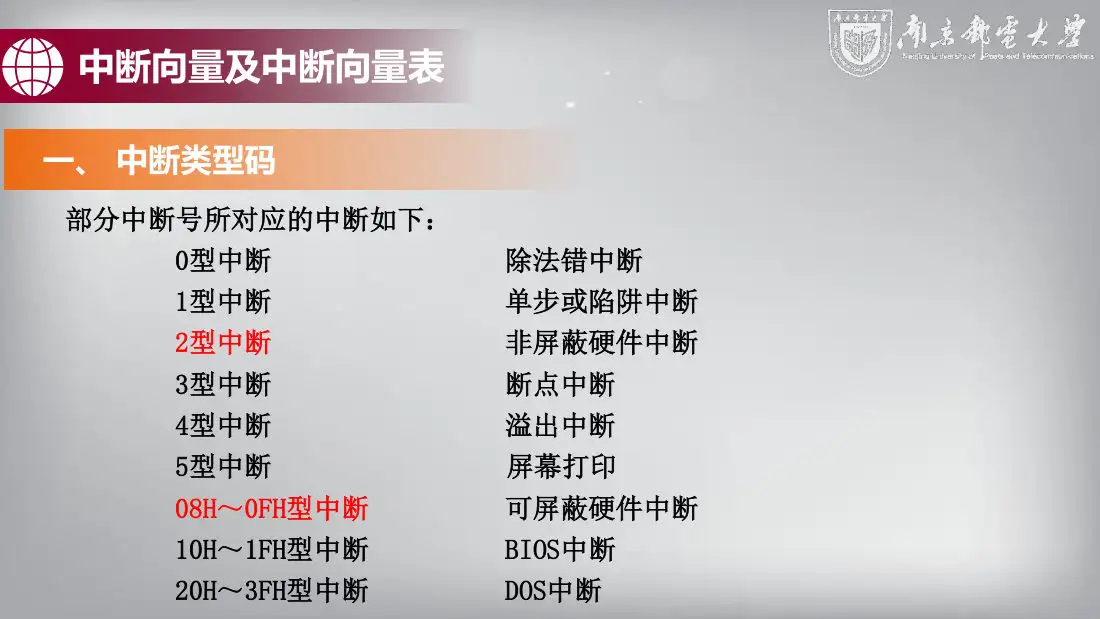 南京邮电大学
Nanjing University of Posts and Telecommunications
中断向量及中断向量表
一、 中断类型码
部分中断号所对应的中断如下:
0型中断 除法错中断
1型中断 单步或陷阱中断
2型中断 非屏蔽硬件中断
3型中断 断点中断
4型中断 溢出中断
5型中断 屏幕打印
08H～0FH型中断 可屏蔽硬件中断
10H～1FH型中断 BIOS中断
20H～3FH型中断 DOS中断